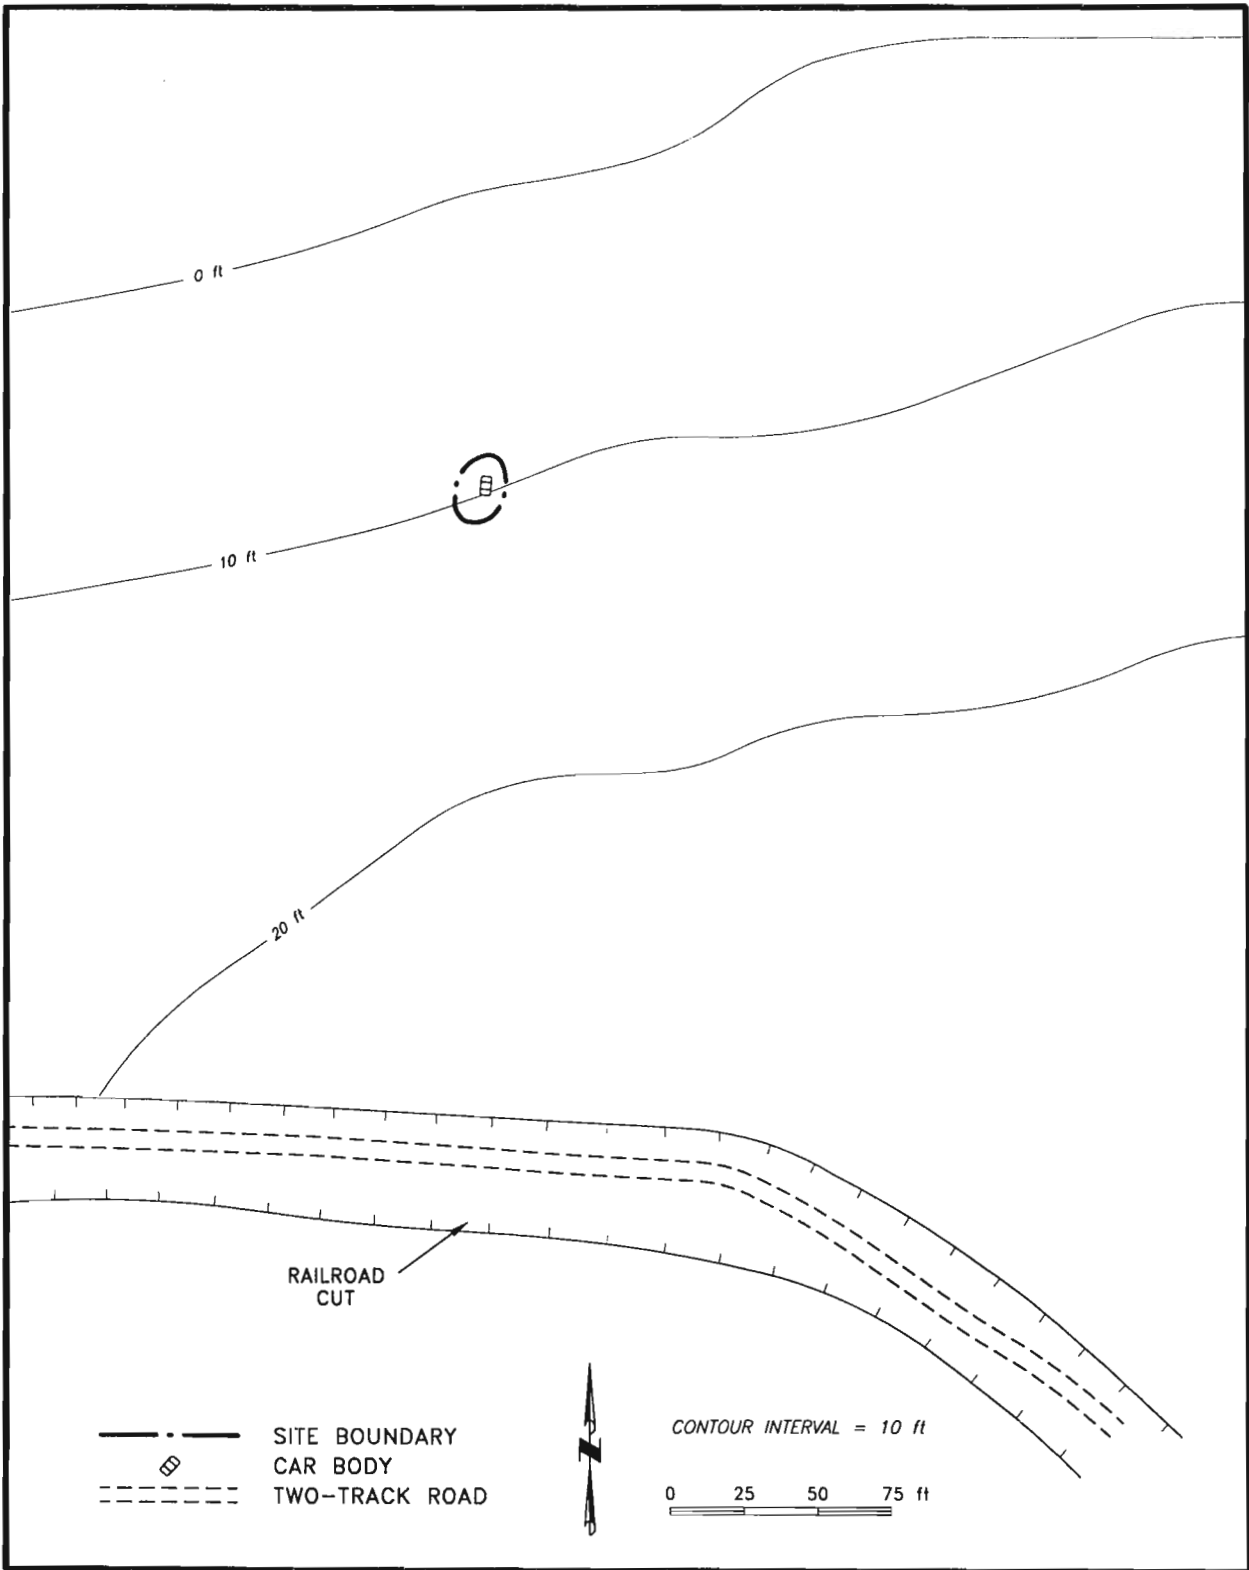 0 ft
10 ft
20 ft
RAILROAD
CUT
SITE BOUNDARY
CAR BODY
TWO-TRACK ROAD
N
CONTOUR INTERVAL = 10 ft
0 25 50 75 ft